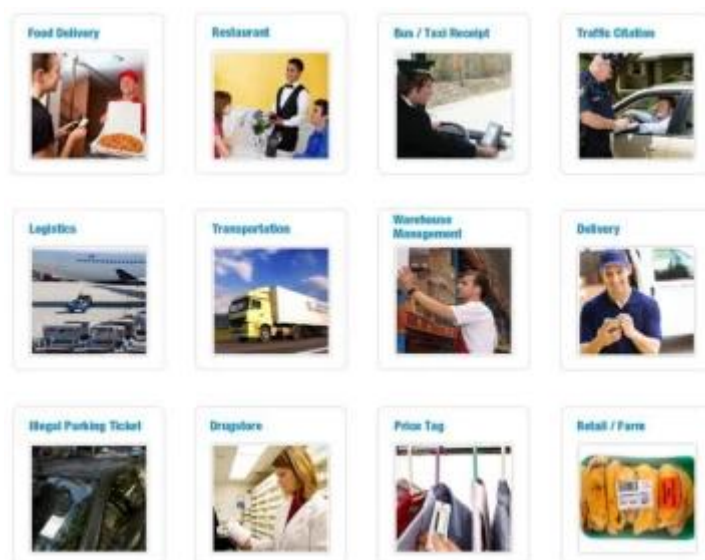 Food Delivery
Restaurant
Bus / Taxi Receipt
Traffic Citation
Logistics
Transportation
Warehouse
Management
Delivery
Illegal Parking Ticket
Drugstore
Price Tag
Retail / Farm